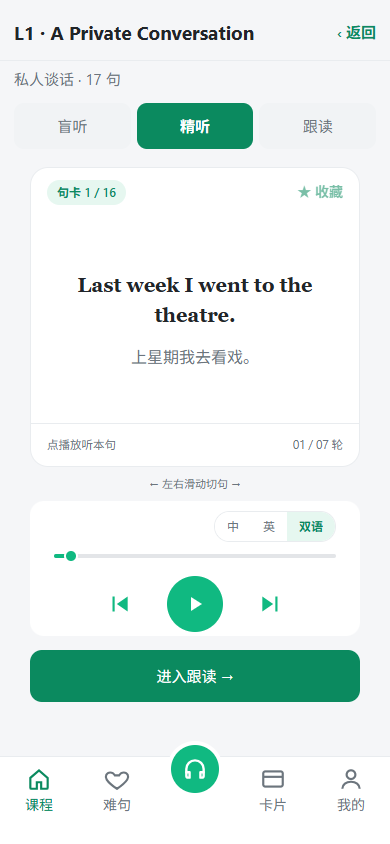 L1 · A Private Conversation
‹ 返回
私人谈话 · 17 句
盲听
精听
跟读
句卡 1 / 16
★ 收藏
Last week I went to the
theatre.
上星期我去看戏。
点播放听本句
01 / 07 轮
← 左右滑动切句 →
中
英
双语
进入跟读 →
课程
难句
卡片
我的